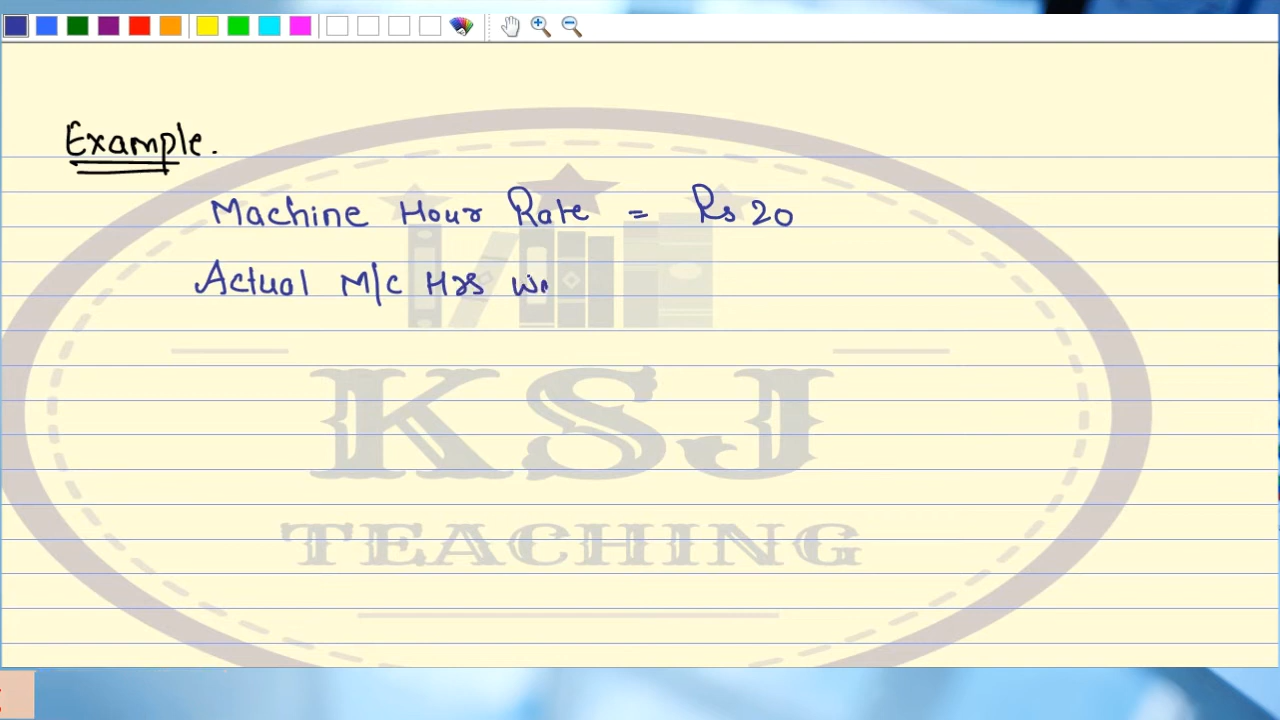 Example.
Machine Hour Rate = Rs 20
Actual M/c Hrs
KSJ
TEACHING